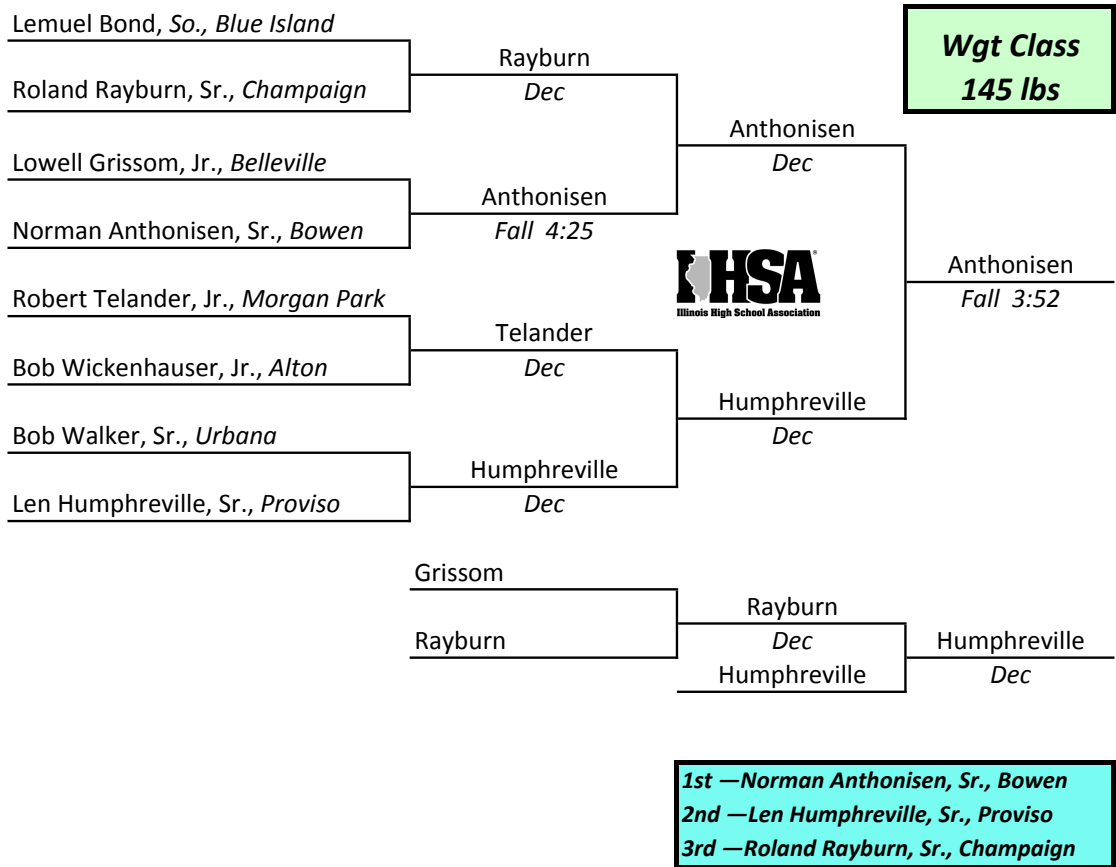 Lemuel Bond, So., Blue Island
Roland Rayburn, Sr., Champaign
Lowell Grissom, Jr., Belleville
Norman Anthonisen, Sr., Bowen
Robert Telander, Jr., Morgan Park
Bob Wickenhauser, Jr., Alton
Bob Walker, Sr., Urbana
Len Humphreville, Sr., Proviso
Rayburn
Dec
Anthonisen
Fall 4:25
Telander
Dec
Humphreville
Dec
Anthonisen
Dec
Humphreville
Dec
Anthonisen
Fall 3:52
Wgt Class
145 lbs
IHSA
Illinois High School Association
Grissom
Rayburn
Rayburn
Dec
Humphreville
Humphreville
Dec
1st —Norman Anthonisen, Sr., Bowen
2nd —Len Humphreville, Sr., Proviso
3rd —Roland Rayburn, Sr., Champaign